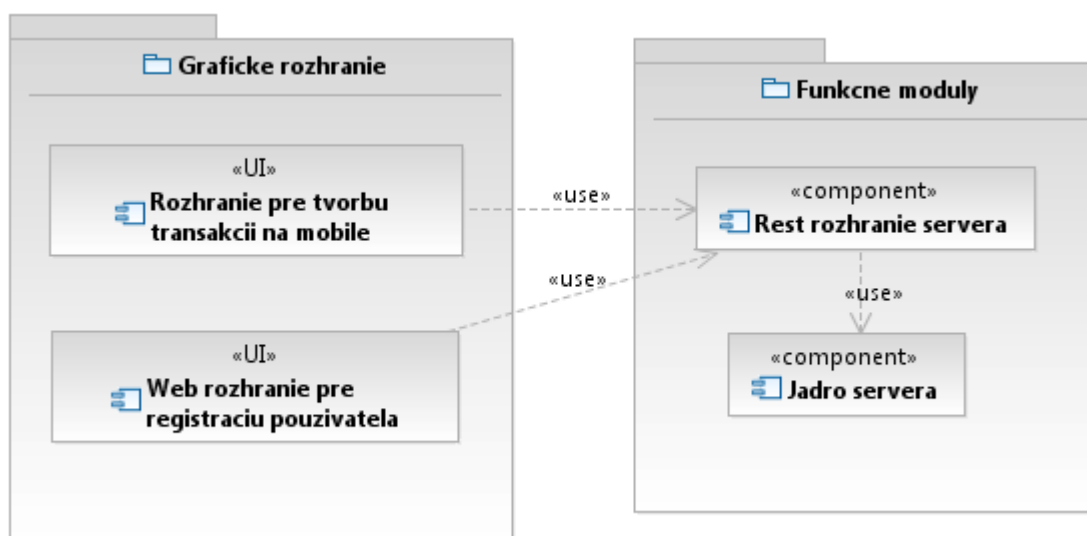 Graficke rozhranie
«UI»
Rozhranie pre tvorbu
transakcii na mobile
«UI»
Web rozhranie pre
registraciu pouzivatela
«use»
«use»
Funkcne moduly
«component»
Rest rozhranie servera
«use»
«component»
Jadro servera